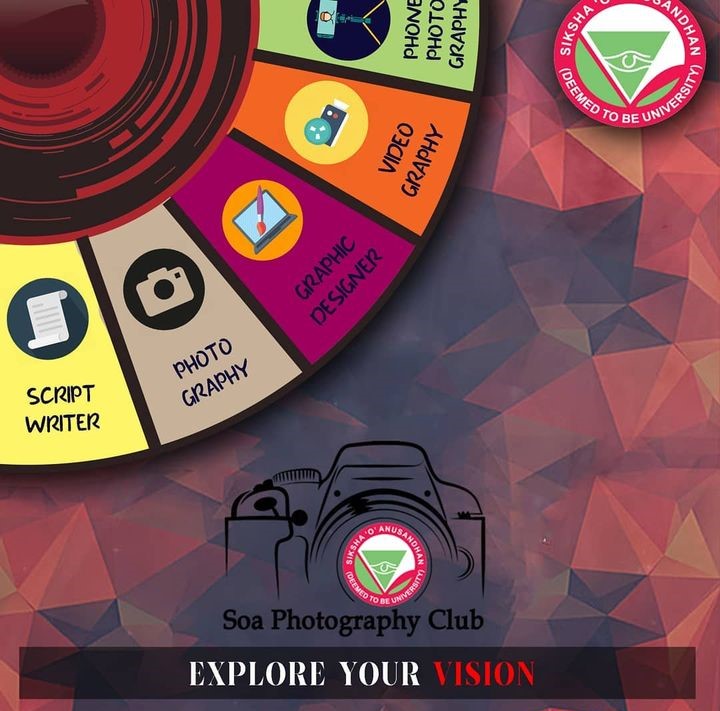 PHONE
PHOTO
GRAPHY
SIKSHA 'O' ANUSANDHAN
(DEEMED TO BE UNIVERSITY)
VIDEO
GRAPHY
GRAPHIC
DESIGNER
PHOTO
GRAPHY
SCRIPT
WRITER
SIKSHA 'O' ANUSANDHAN
(DEEMED TO BE UNIVERSITY)
Soa Photography Club
EXPLORE YOUR VISION